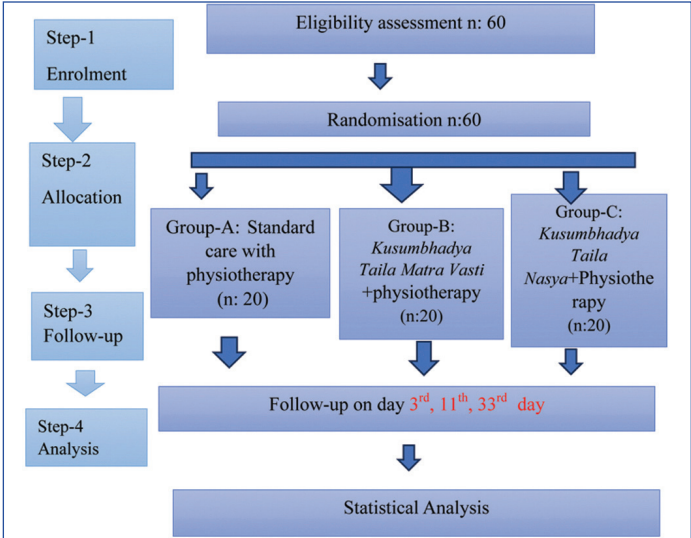 Step-1
Enrolment
Eligibility assessment n: 60
Randomisation n:60
Step-2
Allocation
Group-A: Standard
care with
physiotherapy
(n: 20)
Group-B:
Kusumbhadya
Taila Matra Vasti
+physiotherapy
(n:20)
Group-C:
Kusumbhadya
Taila
Nasya+Physiothe
rapy
(n:20)
Step-3
Follow-up
Follow-up on day 3rd, 11th, 33rd day
Step-4
Analysis
Statistical Analysis